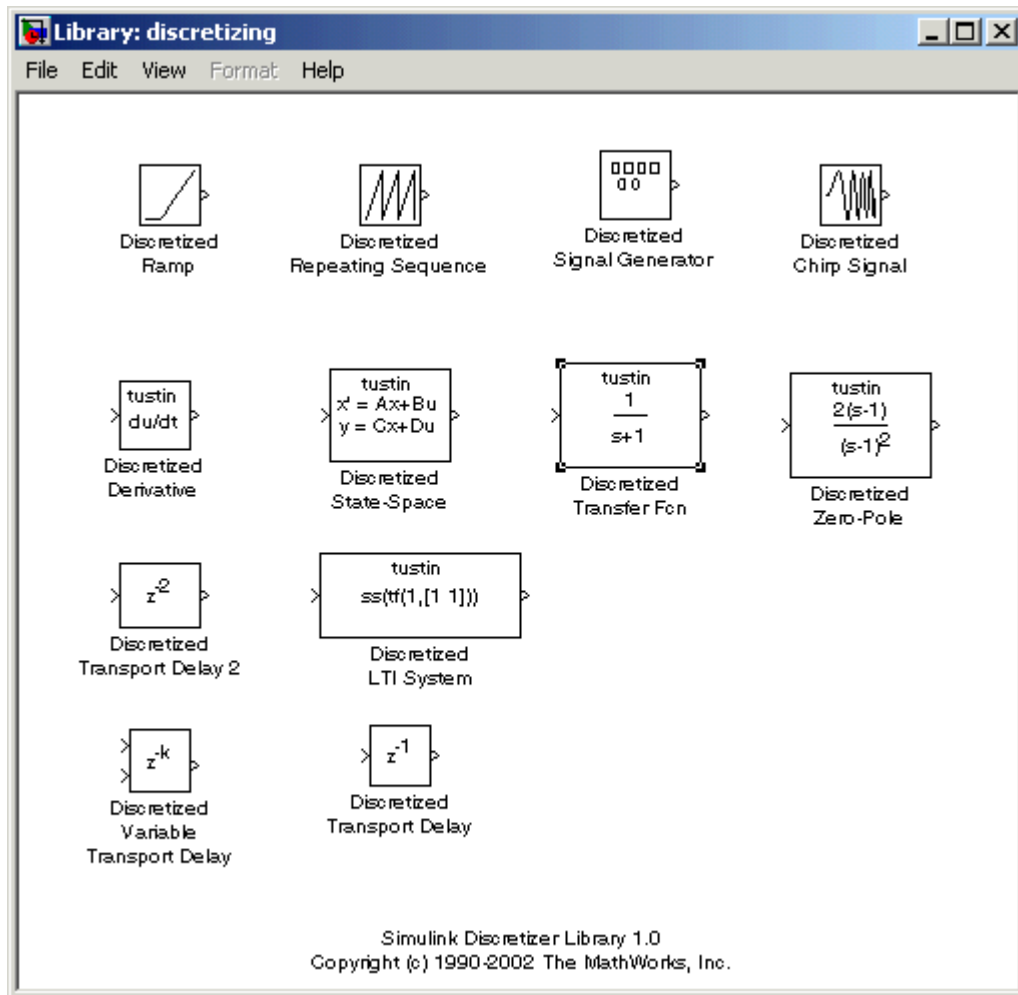 Library: discretizing
File Edit View Format Help
Discretized
Ramp
Discretized
Repeating Sequence
Discretized
Signal Generator
Discretized
Chirp Signal
tustin
du/dt
Discretized
Derivative
tustin
x' = Ax+Bu
y = Cx+Du
Discretized
State-Space
tustin
1
s+1
Discretized
Transfer Fcn
tustin
2(s-1)
(s-1)²
Discretized
Zero-Pole
z⁻²
Discretized
Transport Delay 2
tustin
ss(tf(1,[1 1]))
Discretized
LTI System
z⁻ᵏ
Discretized
Variable
Transport Delay
z⁻¹
Discretized
Transport Delay
Simulink Discretizer Library 1.0
Copyright (c) 1990-2002 The MathWorks, Inc.